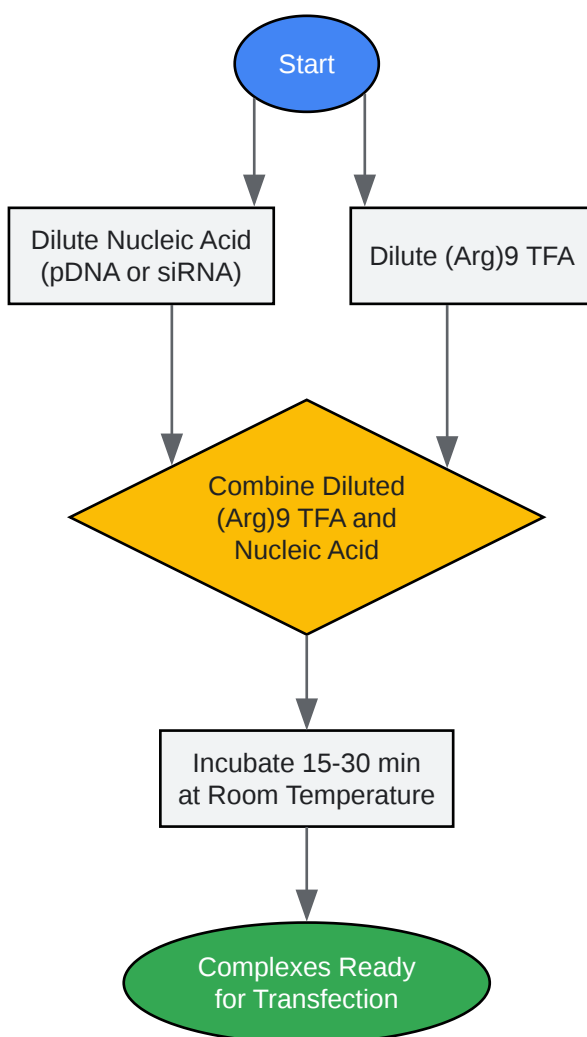 Start
Dilute Nucleic Acid
(pDNA or siRNA)
Dilute (Arg)9 TFA
Combine Diluted
(Arg)9 TFA and
Nucleic Acid
Incubate 15-30 min
at Room Temperature
Complexes Ready
for Transfection